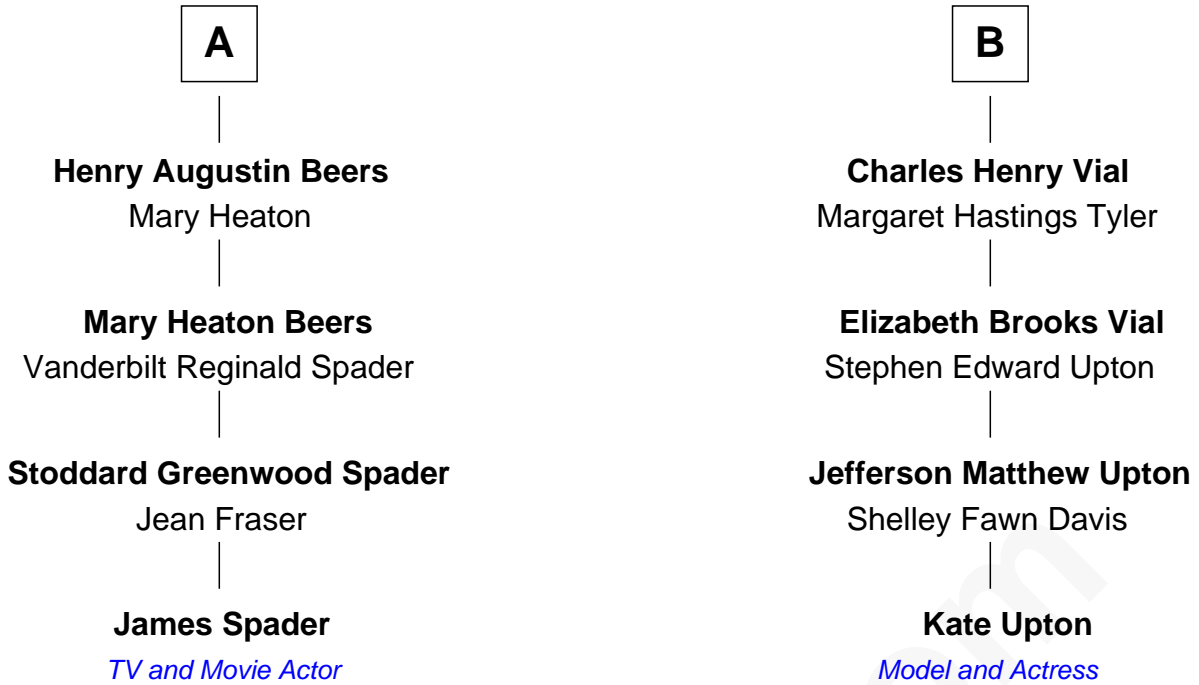 A
Henry Augustin Beers
Mary Heaton
Mary Heaton Beers
Vanderbilt Reginald Spader
Stoddard Greenwood Spader
Jean Fraser
James Spader
TV and Movie Actor
B
Charles Henry Vial
Margaret Hastings Tyler
Elizabeth Brooks Vial
Stephen Edward Upton
Jefferson Matthew Upton
Shelley Fawn Davis
Kate Upton
Model and Actress